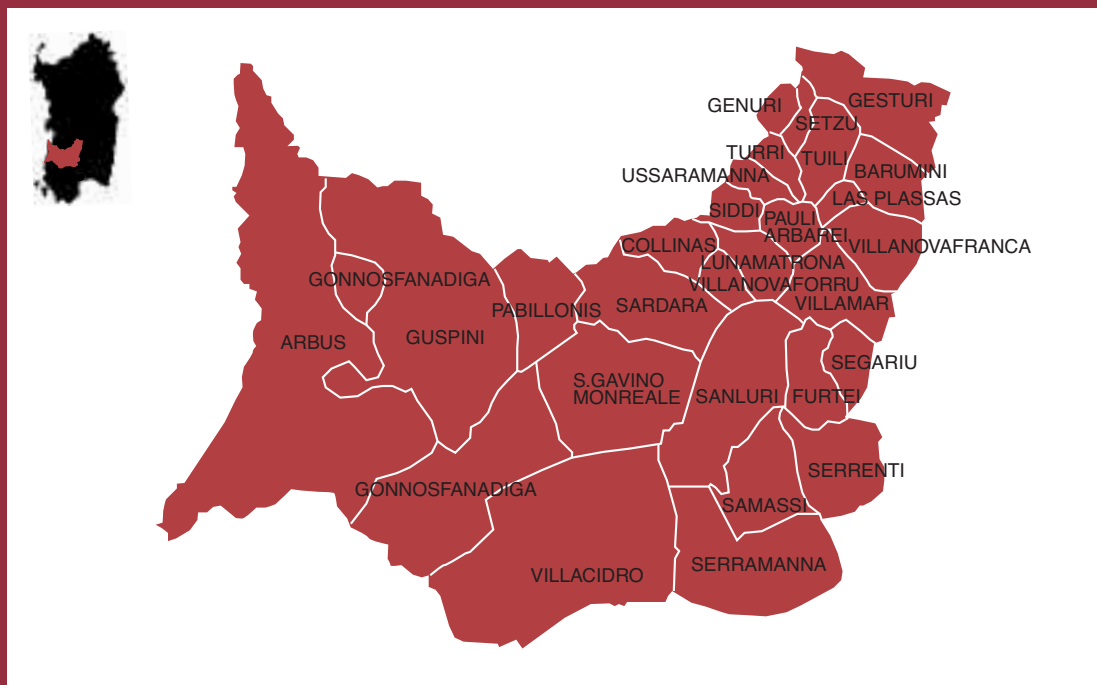 GESTURI
GENURI
SETZU
TURRI
TUILI
BARUMINI
USSARAMANNA
LAS PLASSAS
SIDDI
PAULI
ARBAREI
COLLINAS
VILLANOVAFRANCA
LUNAMATRONA
GONNOSFANADIGA
VILLANOVAFORRU
PABILLONIS
SARDARA
VILLAMAR
ARBUS
GUSPINI
SEGARIU
S.GAVINO
MONREALE
SANLURI
FURTEI
SERRENTI
GONNOSFANADIGA
SAMASSI
SERRAMANNA
VILLACIDRO